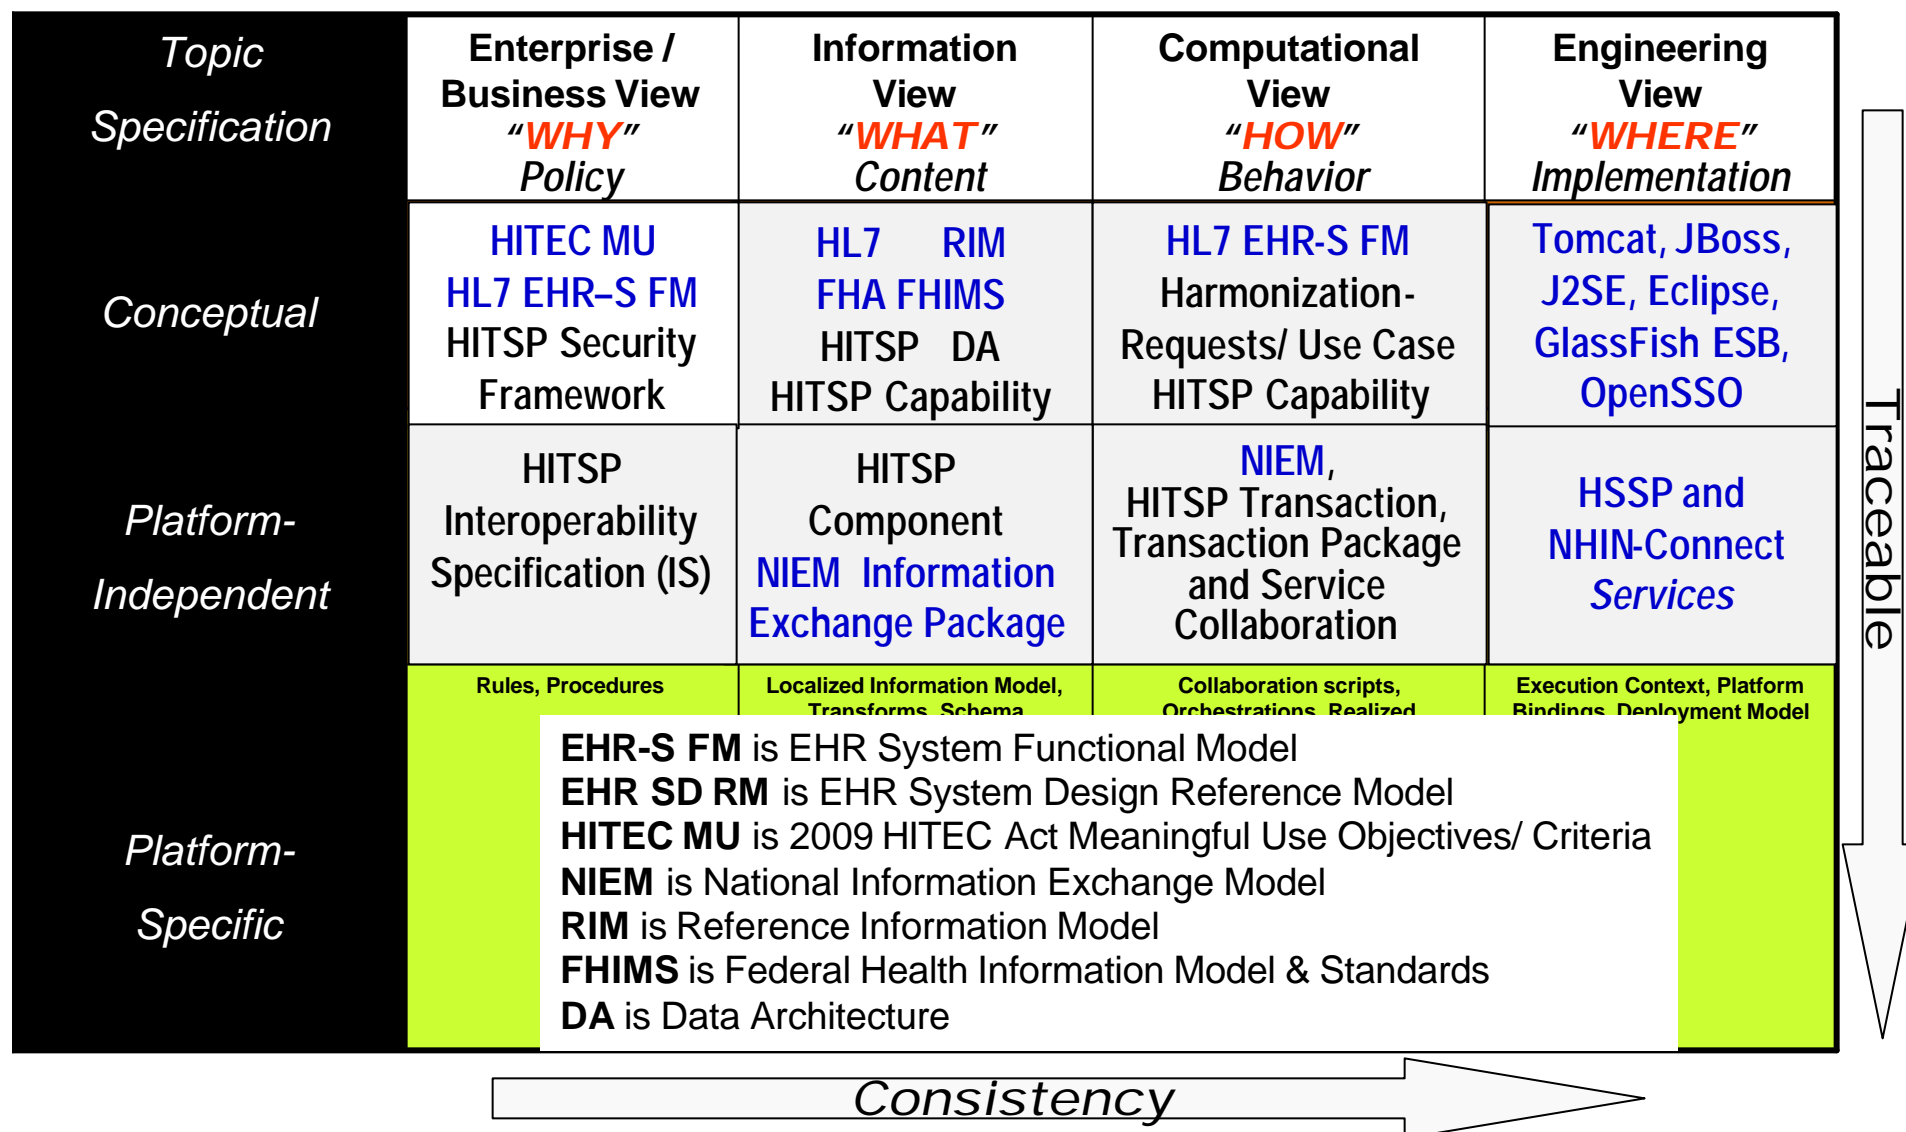 Topic
Specification
Enterprise /
Business View
“WHY”
Policy
Information
View
“WHAT”
Content
Computational
View
“HOW”
Behavior
Engineering
View
“WHERE”
Implementation
Conceptual
HITEC MU
HL7 EHR–S FM
HITSP Security
Framework
HL7 RIM
FHA FHIMS
HITSP DA
HITSP Capability
HL7 EHR-S FM
Harmonization-
Requests/ Use Case
HITSP Capability
Tomcat, JBoss,
J2SE, Eclipse,
GlassFish ESB,
OpenSSO
Platform-
Independent
HITSP
Interoperability
Specification (IS)
HITSP
Component
NIEM Information
Exchange Package
NIEM,
HITSP Transaction,
Transaction Package
and Service
Collaboration
HSSP and
NHIN-Connect
Services
Platform-
Specific
Rules, Procedures
Localized Information Model,
Transforms, Schema
Collaboration scripts,
Orchestrations, Realized
Execution Context, Platform
Bindings, Deployment Model
EHR-S FM is EHR System Functional Model
EHR SD RM is EHR System Design Reference Model
HITEC MU is 2009 HITEC Act Meaningful Use Objectives/ Criteria
NIEM is National Information Exchange Model
RIM is Reference Information Model
FHIMS is Federal Health Information Model & Standards
DA is Data Architecture
Traceable
Consistency